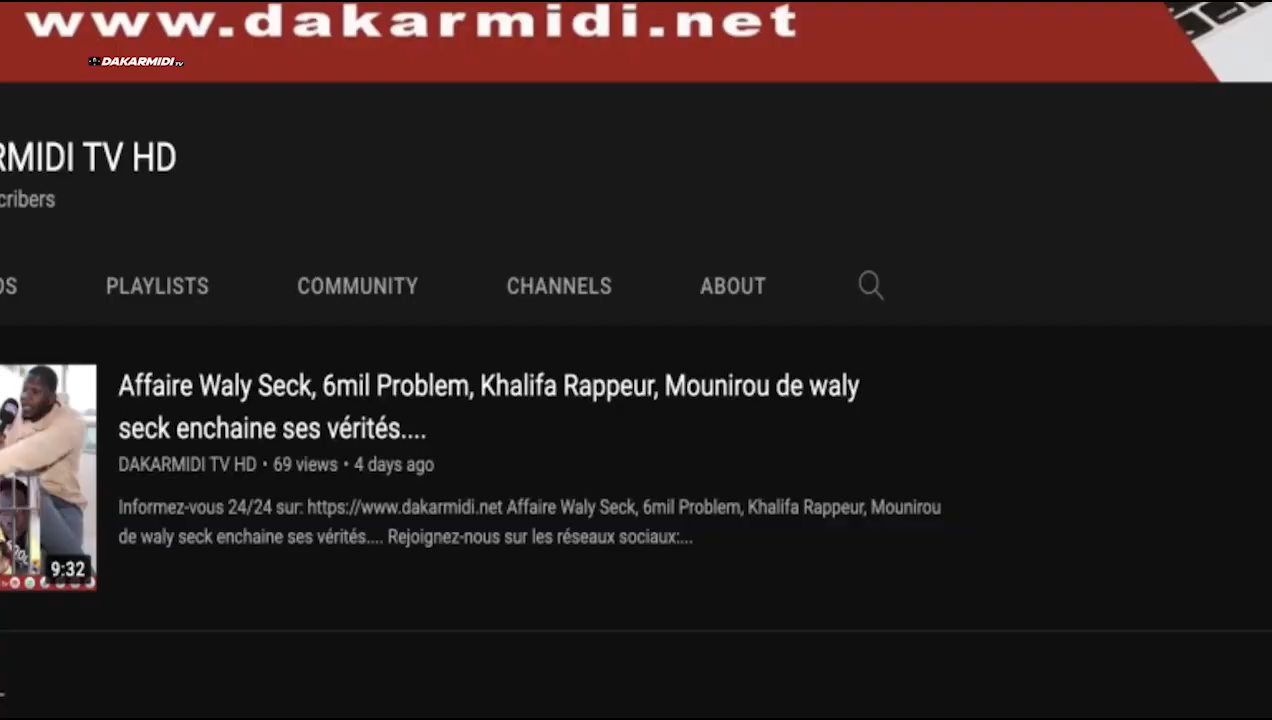 www.dakarmidi.net
DAKARMIDI TV
RMIDI TV HD
cribers
OS PLAYLISTS COMMUNITY CHANNELS ABOUT
Affaire Waly Seck, 6mil Problem, Khalifa Rappeur, Mounirou de waly
seck enchaine ses vérités....
DAKARMIDI TV HD • 69 views • 4 days ago
Informez-vous 24/24 sur: https://www.dakarmidi.net Affaire Waly Seck, 6mil Problem, Khalifa Rappeur, Mounirou
de waly seck enchaine ses vérités.... Rejoignez-nous sur les réseaux sociaux:...
9:32